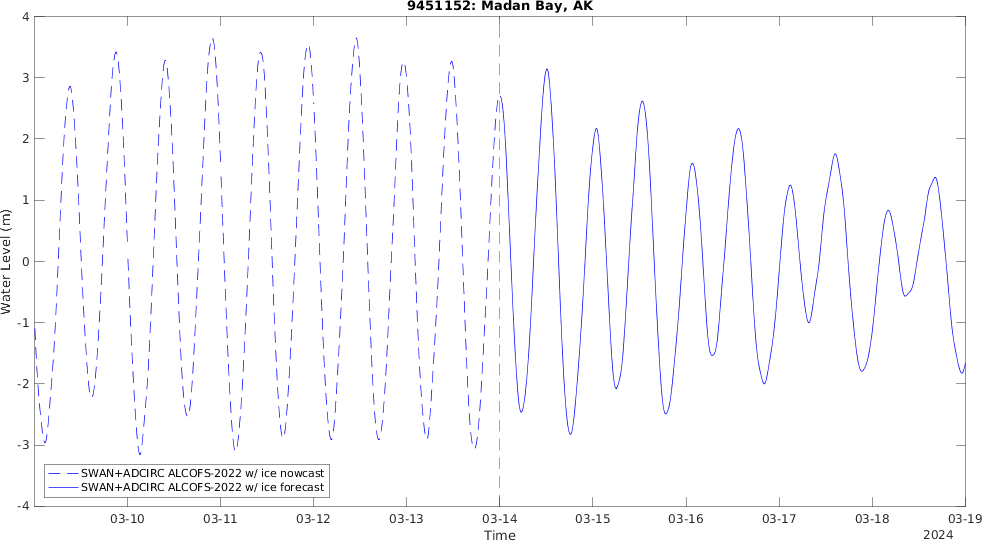 9451152: Madan Bay, AK
Water Level (m)
4
3
2
1
0
-1
-2
-3
-4
SWAN+ADCIRC ALCOFS-2022 w/ ice nowcast
SWAN+ADCIRC ALCOFS-2022 w/ ice forecast
03-10 03-11 03-12 03-13 03-14 03-15 03-16 03-17 03-18 03-19
Time
2024